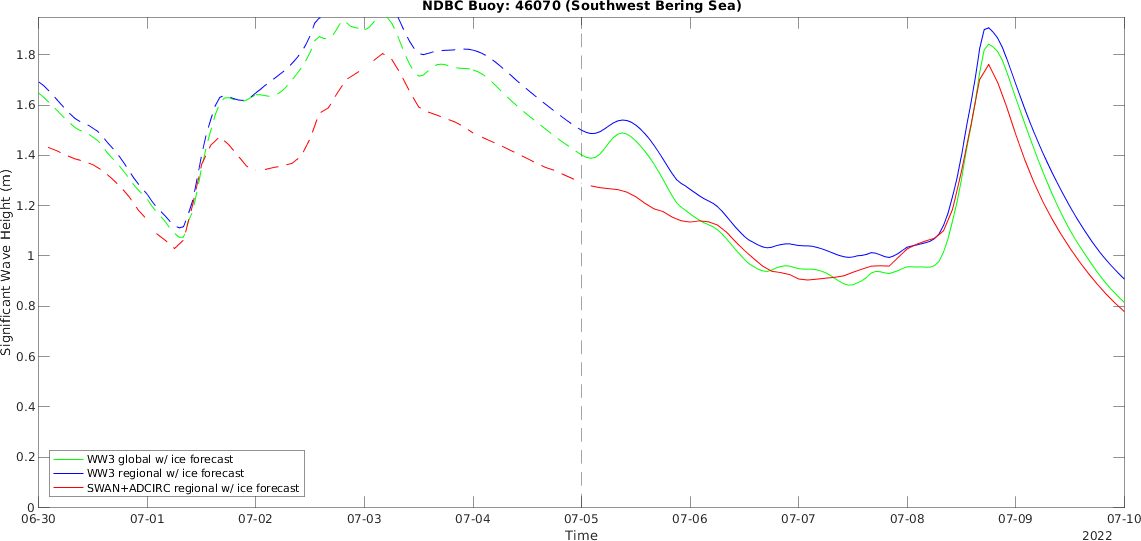 NDBC Buoy: 46070 (Southwest Bering Sea)
1.8
1.6
1.4
1.2
1
0.8
0.6
0.4
0.2
0
Significant Wave Height (m)
WW3 global w/ ice forecast
WW3 regional w/ ice forecast
SWAN+ADCIRC regional w/ ice forecast
06-30 07-01 07-02 07-03 07-04 07-05 07-06 07-07 07-08 07-09 07-10
Time
2022